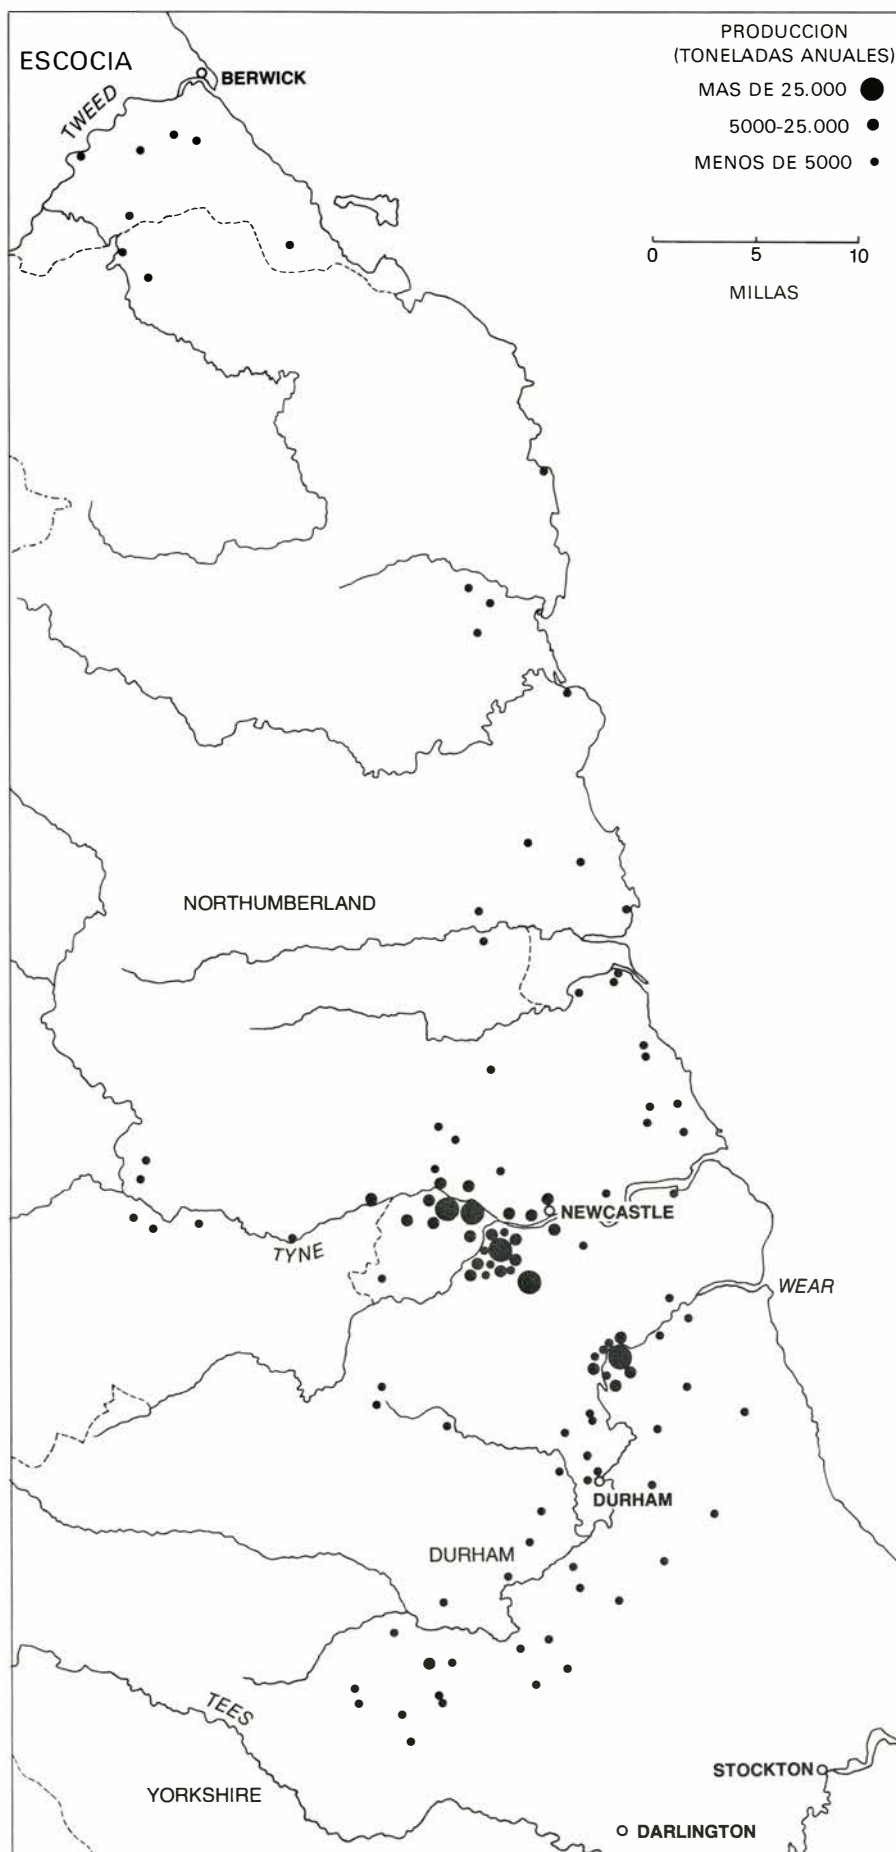 PRODUCCION
(TONELADAS ANUALES)
MAS DE 25.000
5000-25.000
MENOS DE 5000
ESCOCIA
BERWICK
TWEED
0 5 10
MILLAS
NORTHUMBERLAND
NEWCASTLE
TYNE
WEAR
DURHAM
DURHAM
TEES
STOCKTON
YORKSHIRE
DARLINGTON